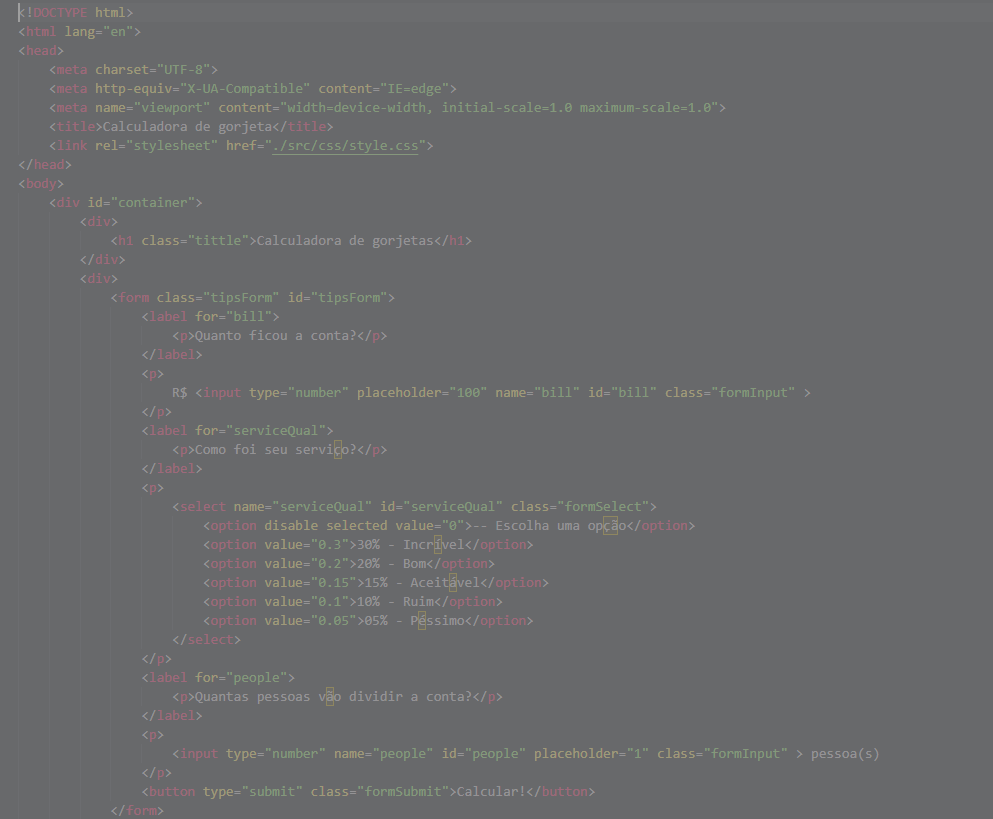 <!DOCTYPE html>
<html lang="en">
<head>
    <meta charset="UTF-8">
    <meta http-equiv="X-UA-Compatible" content="IE=edge">
    <meta name="viewport" content="width=device-width, initial-scale=1.0 maximum-scale=1.0">
    <title>Calculadora de gorjeta</title>
    <link rel="stylesheet" href="./src/css/style.css">
</head>
<body>
    <div id="container">
        <div>
            <h1 class="tittle">Calculadora de gorjetas</h1>
        </div>
        <div>
            <form class="tipsForm" id="tipsForm">
                <label for="bill">
                    <p>Quanto ficou a conta?</p>
                </label>
                <p>
                    R$ <input type="number" placeholder="100" name="bill" id="bill" class="formInput" >
                </p>
                <label for="serviceQual">
                    <p>Como foi seu serviço?</p>
                </label>
                <p>
                    <select name="serviceQual" id="serviceQual" class="formSelect">
                        <option disable selected value="0">-- Escolha uma opção</option>
                        <option value="0.3">30% - Incrível</option>
                        <option value="0.2">20% - Bom</option>
                        <option value="0.15">15% - Aceitável</option>
                        <option value="0.1">10% - Ruim</option>
                        <option value="0.05">05% - Péssimo</option>
                    </select>
                </p>
                <label for="people">
                    <p>Quantas pessoas vão dividir a conta?</p>
                </label>
                <p>
                    <input type="number" name="people" id="people" placeholder="1" class="formInput" > pessoa(s)
                </p>
                <button type="submit" class="formSubmit">Calcular!</button>
            </form>